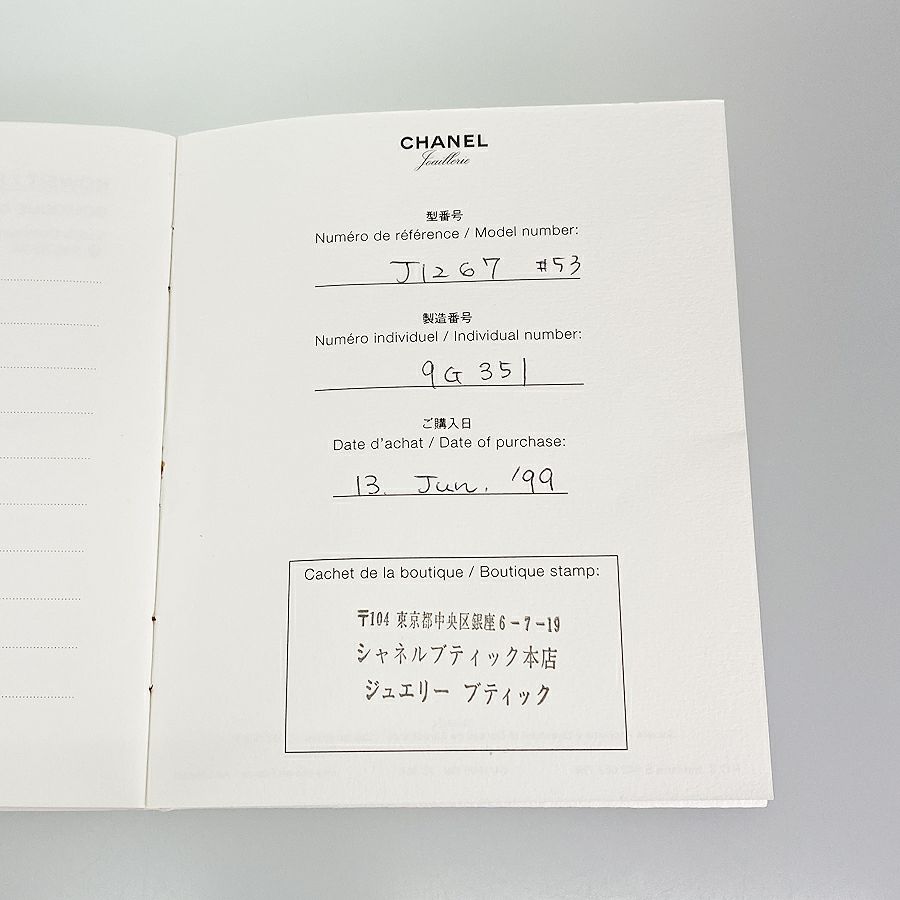 CHANEL
Joaillerie
型番号
Numéro de référence / Model number:
J1267 #53
製造番号
Numéro individuel / Individual number:
9G 351
ご購入日
Date d'achat / Date of purchase:
13. Jun. '99
Cachet de la boutique / Boutique stamp:
〒104 東京都中央区銀座6-7-19
シャネルブティック本店
ジュエリー ブティック